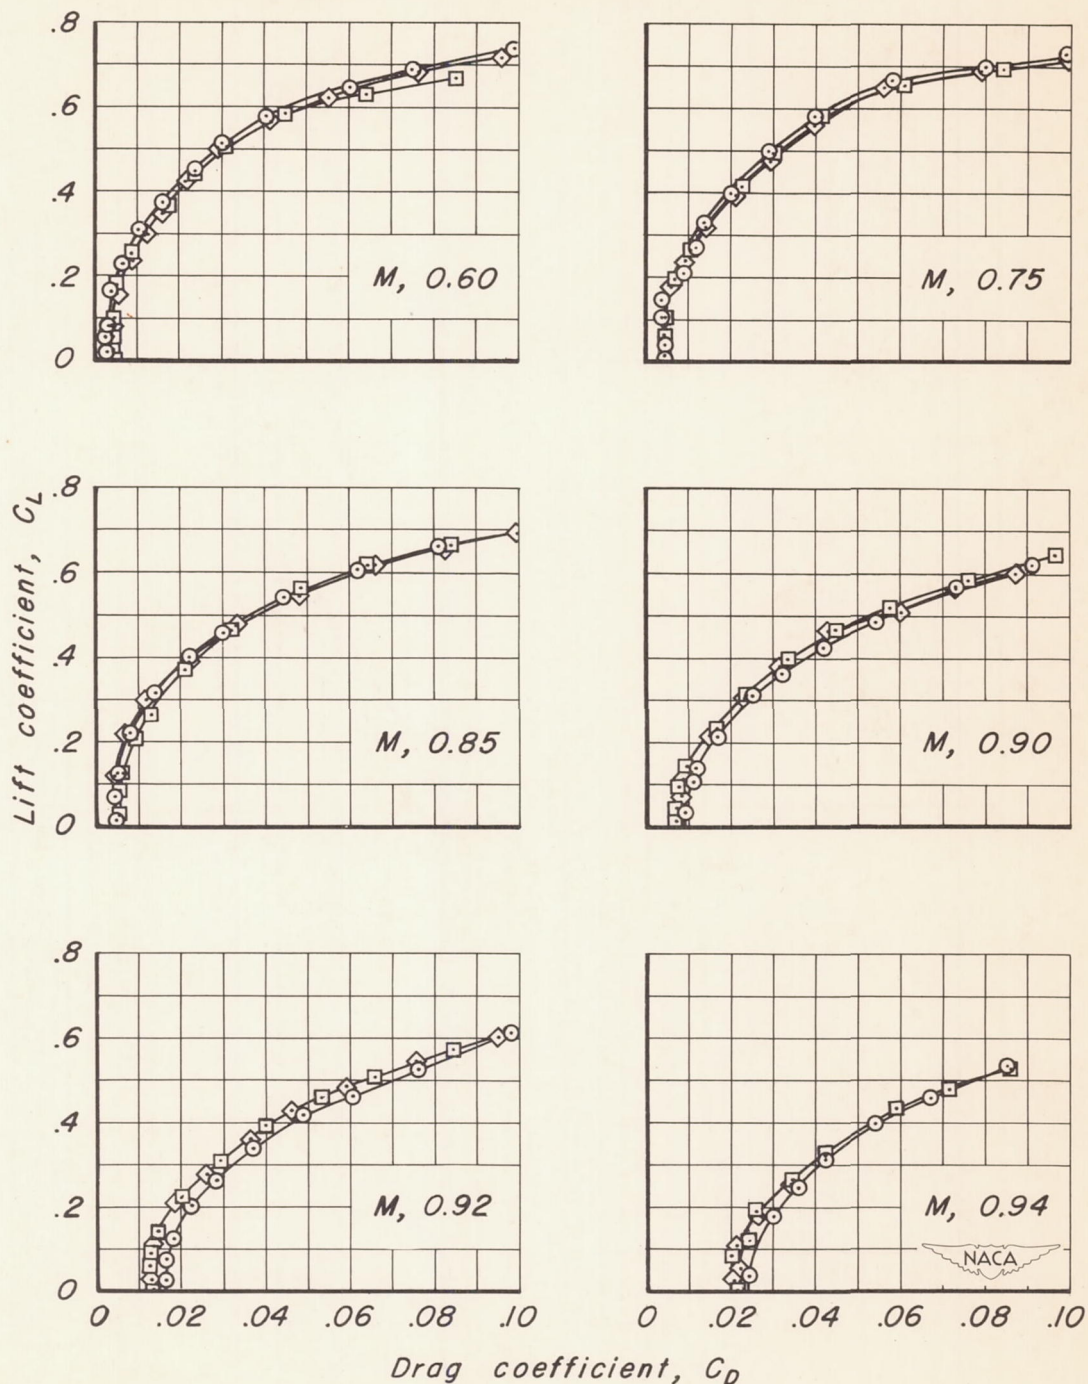 .8
.6
.4
.2
0
M, 0.60
M, 0.75
Lift coefficient, C_L
.8
.6
.4
.2
0
M, 0.85
M, 0.90
.8
.6
.4
.2
0
M, 0.92
M, 0.94
NACA
0 .02 .04 .06 .08 .10
0 .02 .04 .06 .08 .10
Drag coefficient, C_D